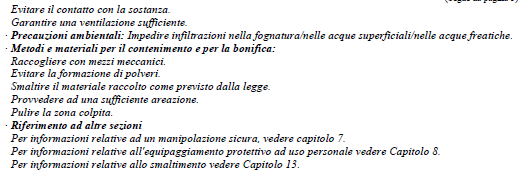 Evitare il contatto con la sostanza.
Garantire una ventilazione sufficiente.
· Precauzioni ambientali: Impedire infiltrazioni nella fognatura/nelle acque superficiali/nelle acque freatiche.
· Metodi e materiali per il contenimento e per la bonifica:
Raccogliere con mezzi meccanici.
Evitare la formazione di polveri.
Smaltire il materiale raccolto come previsto dalla legge.
Provvedere ad una sufficiente areazione.
Pulire la zona colpita.
· Riferimento ad altre sezioni
Per informazioni relative ad un manipolazione sicura, vedere capitolo 7.
Per informazioni relative all'equipaggiamento protettivo ad uso personale vedere Capitolo 8.
Per informazioni relative allo smaltimento vedere Capitolo 13.